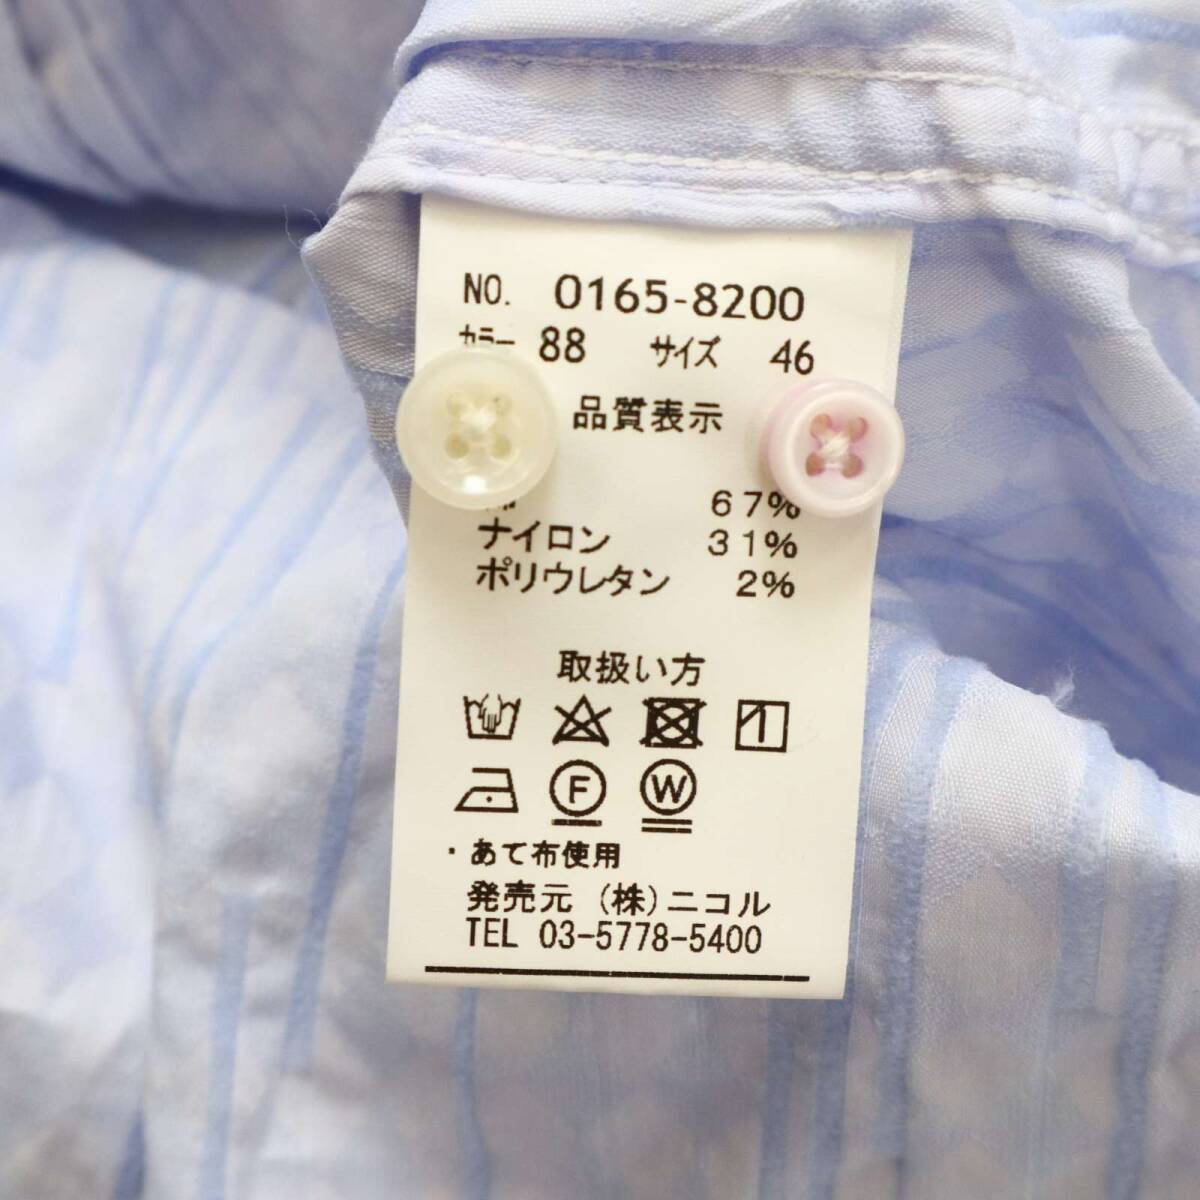 NO. 0165-8200
カラー 88 サイズ 46
品質表示
67%
ナイロン 31%
ポリウレタン 2%
取扱い方
F W
・あて布使用
発売元 (株)ニコル
TEL 03-5778-5400